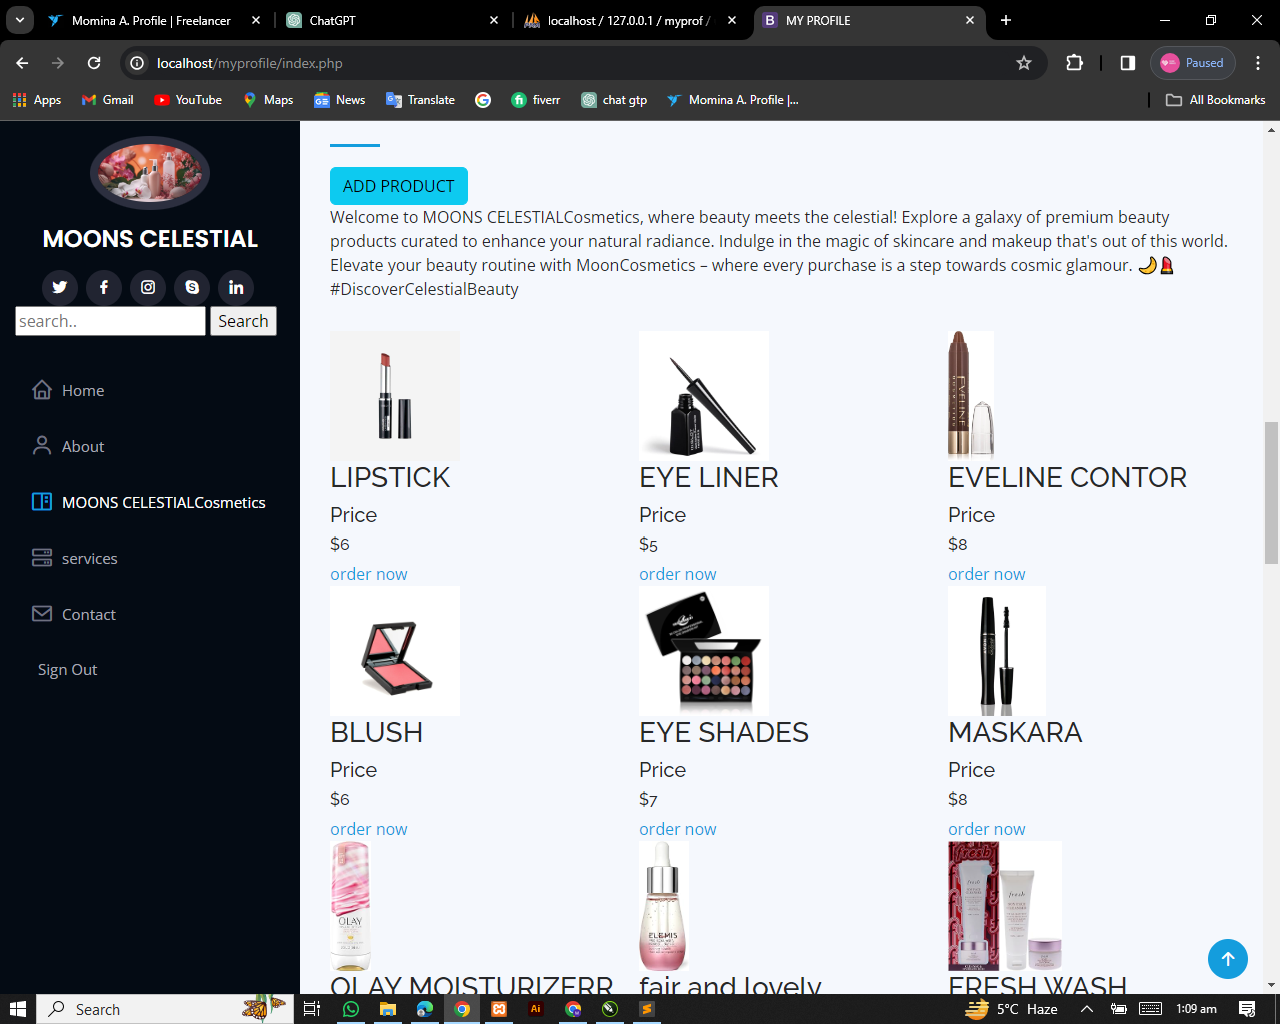 Momina A. Profile | Freelancer
ChatGPT
localhost / 127.0.0.1 / myprof /
MY PROFILE
localhost/myprofile/index.php
Paused
Apps
Gmail
YouTube
Maps
News
Translate
fiverr
chat gtp
Momina A. Profile |...
All Bookmarks
MOONS CELESTIAL
search..
Search
Home
About
MOONS CELESTIALCosmetics
services
Contact
Sign Out
ADD PRODUCT
Welcome to MOONS CELESTIALCosmetics, where beauty meets the celestial! Explore a galaxy of premium beauty
products curated to enhance your natural radiance. Indulge in the magic of skincare and makeup that's out of this world.
Elevate your beauty routine with MoonCosmetics – where every purchase is a step towards cosmic glamour. 🌙💄
#DiscoverCelestialBeauty
EVELINE
LIPSTICK
EYE LINER
EVELINE CONTOR
Price
Price
Price
$6
$5
$8
order now
order now
order now
BLUSH
EYE SHADES
MASKARA
Price
Price
Price
$6
$7
$8
order now
order now
order now
OLAY
ELEMIS
fresh
fresh
OLAY MOISTURIZERR
fair and lovely
FRESH WASH
Search
5°C Haze
1:09 am